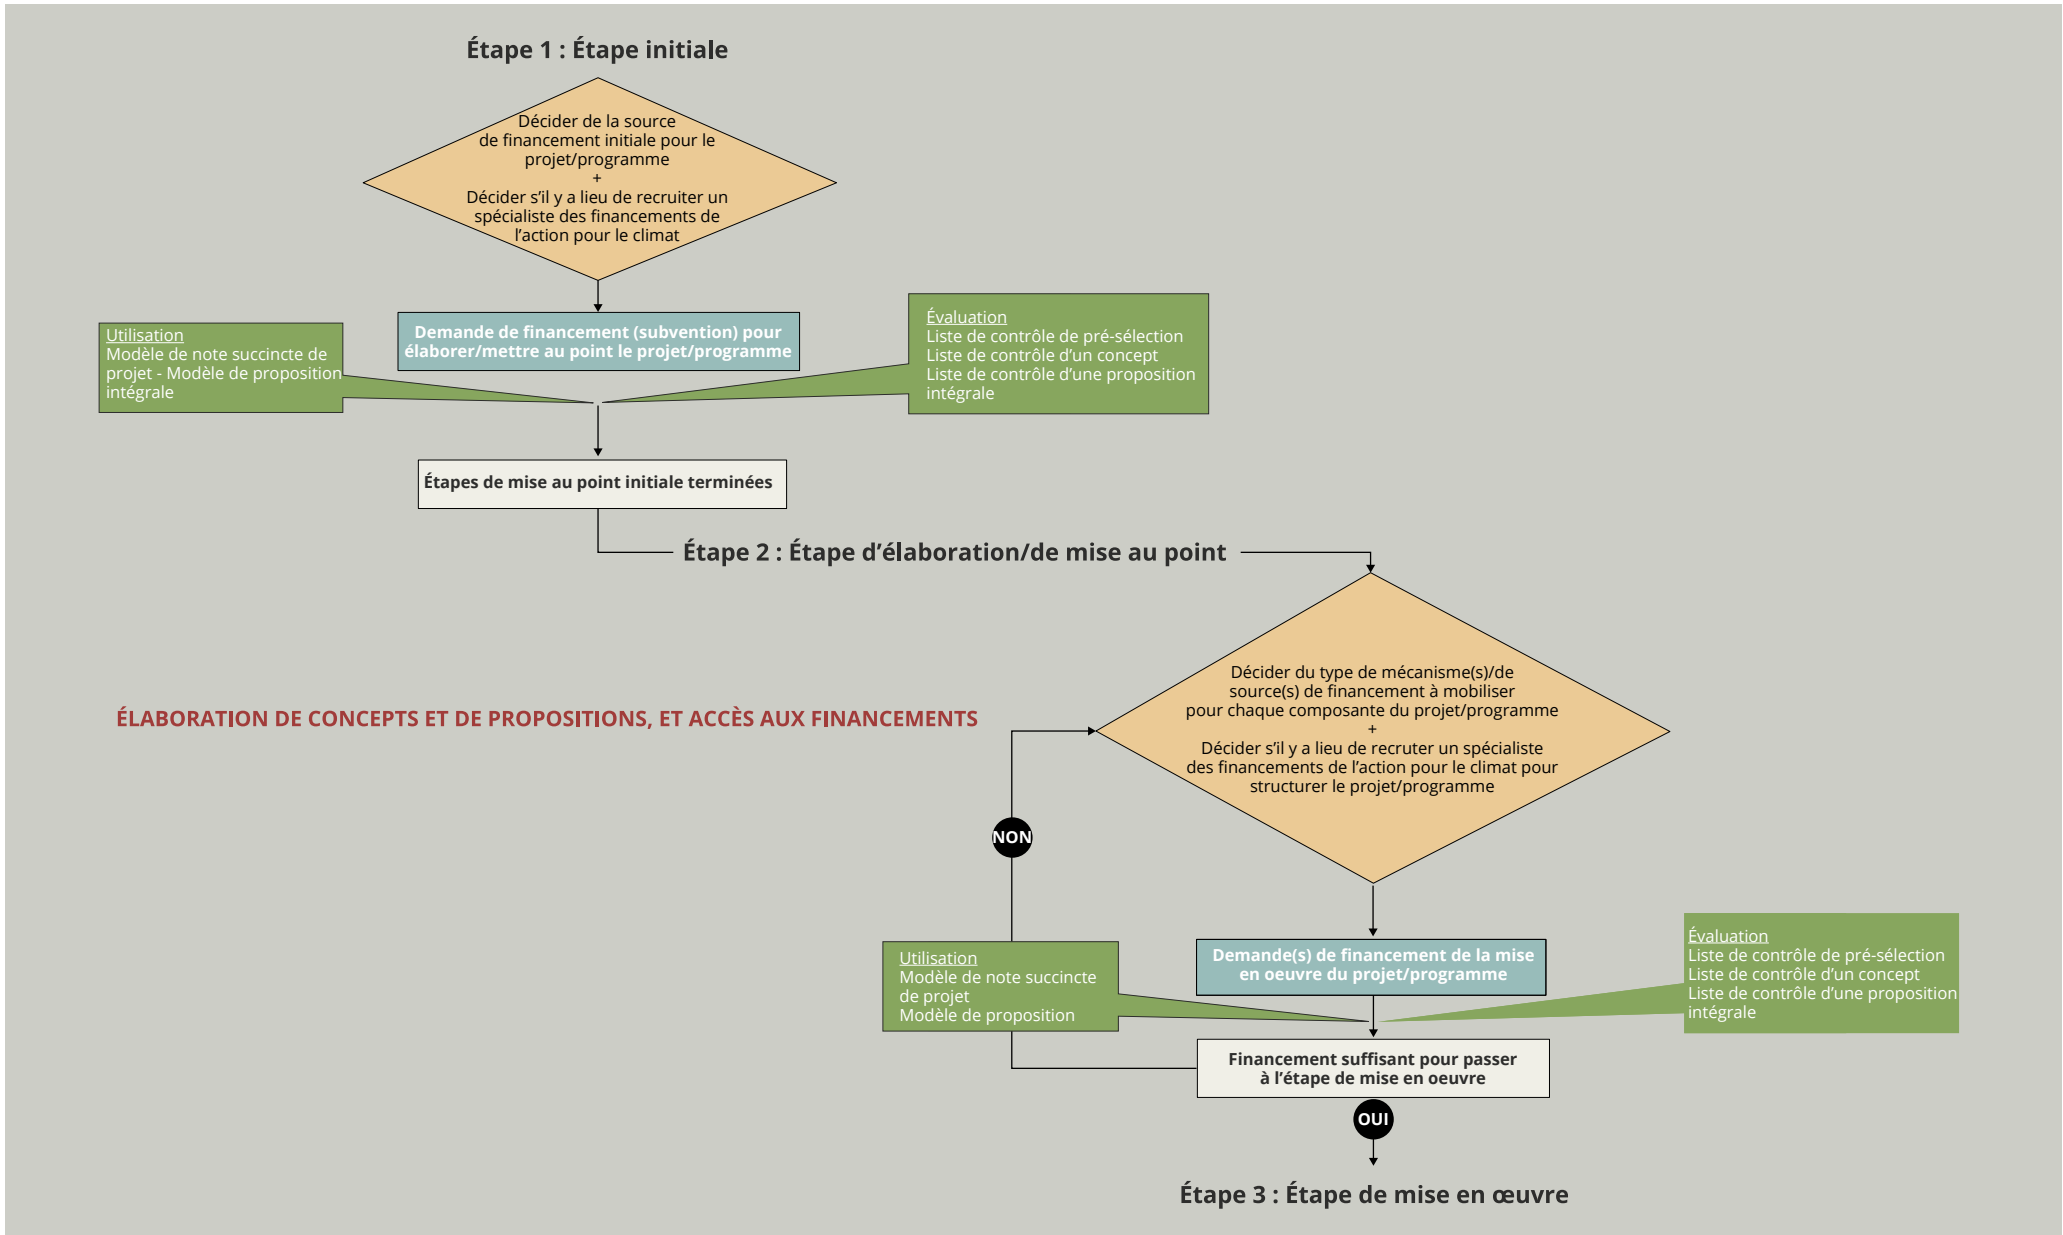 Étape 1 : Étape initiale
Décider de la source
de financement initiale pour le
projet/programme
+
Décider s’il y a lieu de recruiter un
spécialiste des financements de
l’action pour le climat
Demande de financement (subvention) pour
élaborer/mettre au point le projet/programme
Utilisation
Modèle de note succincte de
projet - Modèle de proposition
intégrale
Évaluation
Liste de contrôle de pré-sélection
Liste de contrôle d’un concept
Liste de contrôle d’une proposition
intégrale
Étapes de mise au point initiale terminées
Étape 2 : Étape d’élaboration/de mise au point
Décider du type de mécanisme(s)/de
source(s) de financement à mobiliser
pour chaque composante du projet/programme
+
Décider s’il y a lieu de recruter un spécialiste
des financements de l’action pour le climat pour
structurer le projet/programme
ÉLABORATION DE CONCEPTS ET DE PROPOSITIONS, ET ACCÈS AUX FINANCEMENTS
NON
Utilisation
Modèle de note succincte
de projet
Modèle de proposition
Demande(s) de financement de la mise
en oeuvre du projet/programme
Évaluation
Liste de contrôle de pré-sélection
Liste de contrôle d’un concept
Liste de contrôle d’une proposition
intégrale
Financement suffisant pour passer
à l’étape de mise en oeuvre
OUI
Étape 3 : Étape de mise en œuvre